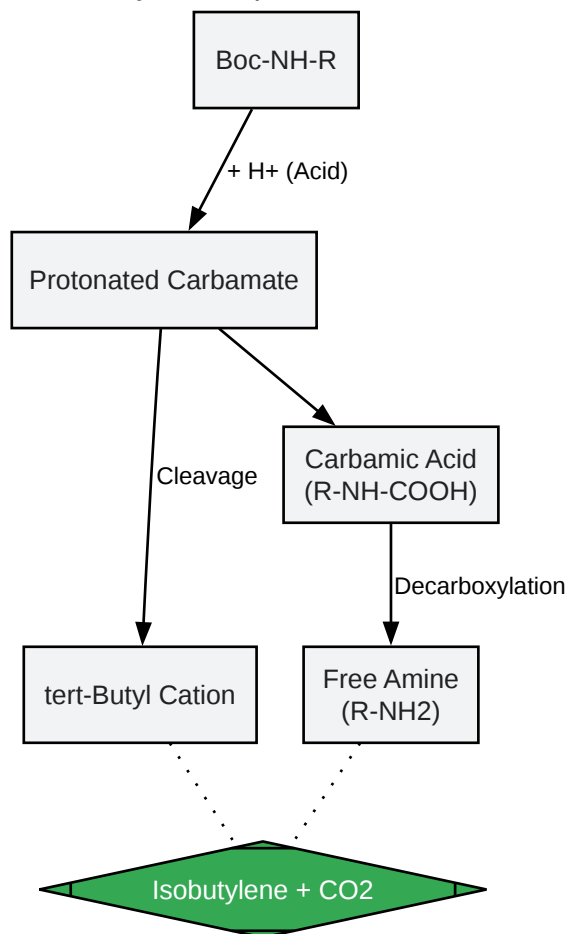 Boc-NH-R
+ H+ (Acid)
Protonated Carbamate
Carbamic Acid
(R-NH-COOH)
Cleavage
Decarboxylation
tert-Butyl Cation
Free Amine
(R-NH2)
Isobutylene + CO2